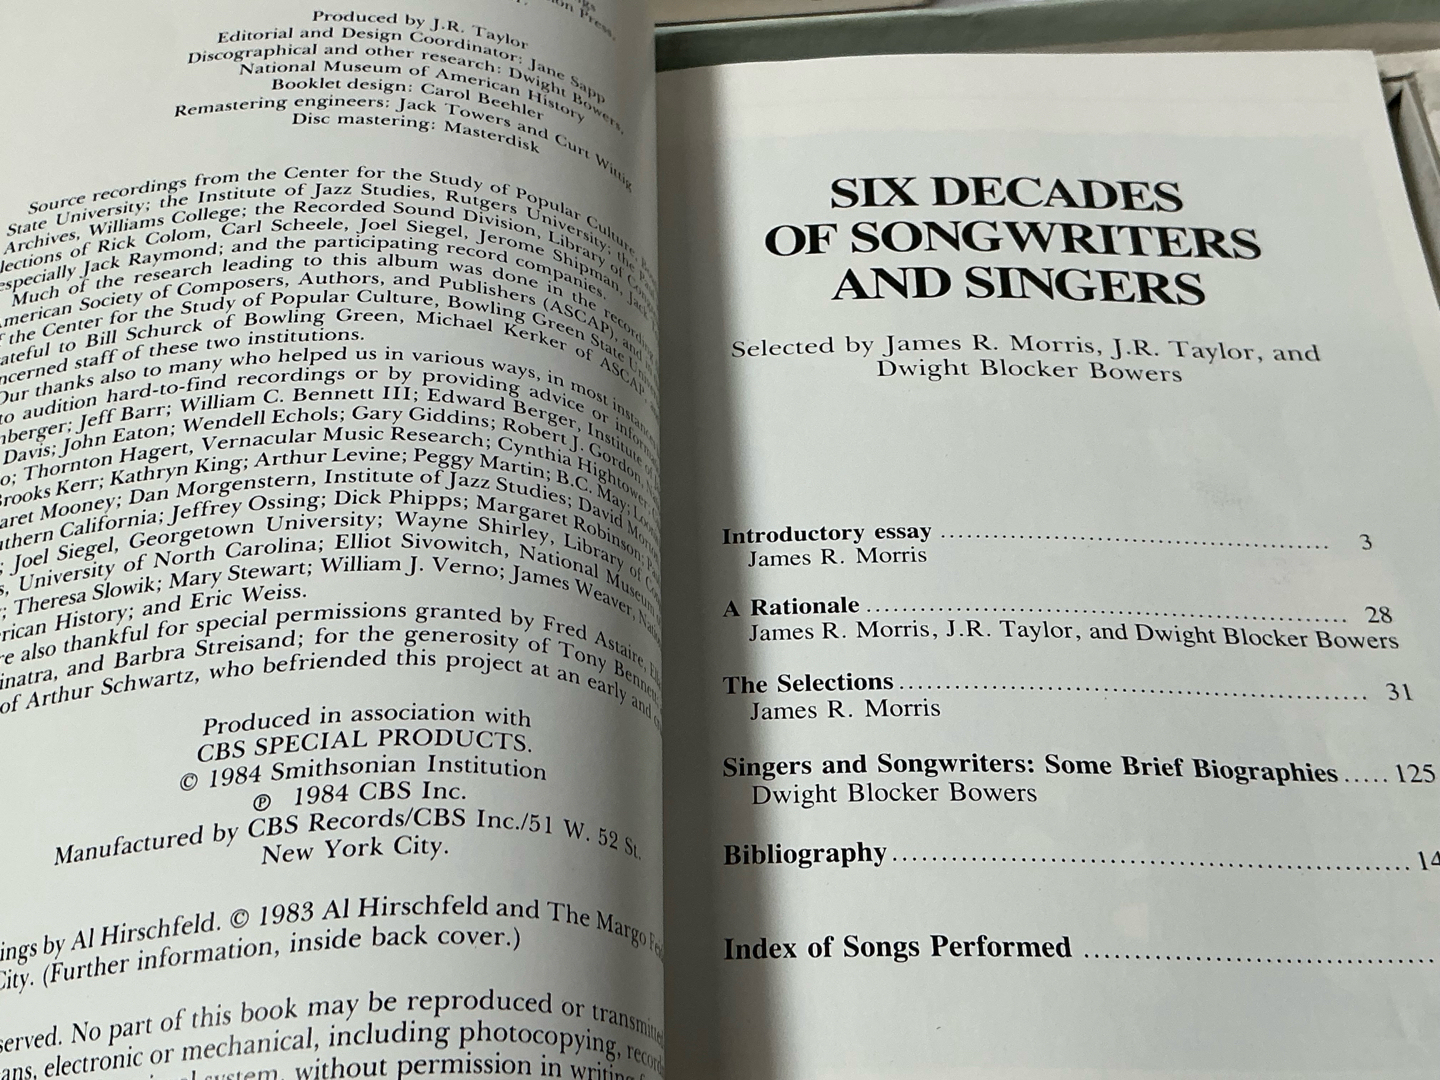 ngs
on Press.
Produced by J.R. Taylor
Editorial and Design Coordinator: Jane Sapp
Discographical and other research: Dwight Bowers,
National Museum of American History
Booklet design: Carol Beehler
Remastering engineers: Jack Towers and Curt Wittig
Disc mastering: Masterdisk
Source recordings from the Center for the Study of Popular Culture,
State University; the Institute of Jazz Studies, Rutgers University; the
Archives, Williams College; the Recorded Sound Division, Library of
lections of Rick Colom, Carl Scheele, Joel Siegel, Jerome Shipman, Jack
especially Jack Raymond; and the participating record companies.
Much of the research leading to this album was done in the recording
American Society of Composers, Authors, and Publishers (ASCAP), and
f the Center for the Study of Popular Culture, Bowling Green State
ateful to Bill Schurck of Bowling Green, Michael Kerker of ASCAP,
ncerned staff of these two institutions.
Our thanks also to many who helped us in various ways, in most instances
to audition hard-to-find recordings or by providing advice or
nberger; Jeff Barr; William C. Bennett III; Edward Berger, Institute of
Davis; John Eaton; Wendell Echols; Gary Giddins; Robert J. Gordon,
o; Thornton Hagert, Vernacular Music Research; Cynthia Hightower;
Brooks Kerr; Kathryn King; Arthur Levine; Peggy Martin; B.C. May;
aret Mooney; Dan Morgenstern, Institute of Jazz Studies; David
uthern California; Jeffrey Ossing; Dick Phipps; Margaret Robinson;
; Joel Siegel, Georgetown University; Wayne Shirley, Library of
s, University of North Carolina; Elliot Sivowitch, National Museum
; Theresa Slowik; Mary Stewart; William J. Verno; James Weaver,
rican History; and Eric Weiss.
re also thankful for special permissions granted by Fred Astaire,
inatra, and Barbra Streisand; for the generosity of Tony Bennett;
of Arthur Schwartz, who befriended this project at an early and
Produced in association with
CBS SPECIAL PRODUCTS.
© 1984 Smithsonian Institution
℗ 1984 CBS Inc.
Manufactured by CBS Records/CBS Inc./51 W. 52 St.
New York City.
ings by Al Hirschfeld. © 1983 Al Hirschfeld and The Margo
City. (Further information, inside back cover.)
served. No part of this book may be reproduced or transmitted
ans, electronic or mechanical, including photocopying,
system, without permission in writing
SIX DECADES
OF SONGWRITERS
AND SINGERS
Selected by James R. Morris, J.R. Taylor, and
Dwight Blocker Bowers
Introductory essay ........ 3
James R. Morris
A Rationale ........ 28
James R. Morris, J.R. Taylor, and Dwight Blocker Bowers
The Selections ........ 31
James R. Morris
Singers and Songwriters: Some Brief Biographies ..... 125
Dwight Blocker Bowers
Bibliography ........ 14
Index of Songs Performed ........